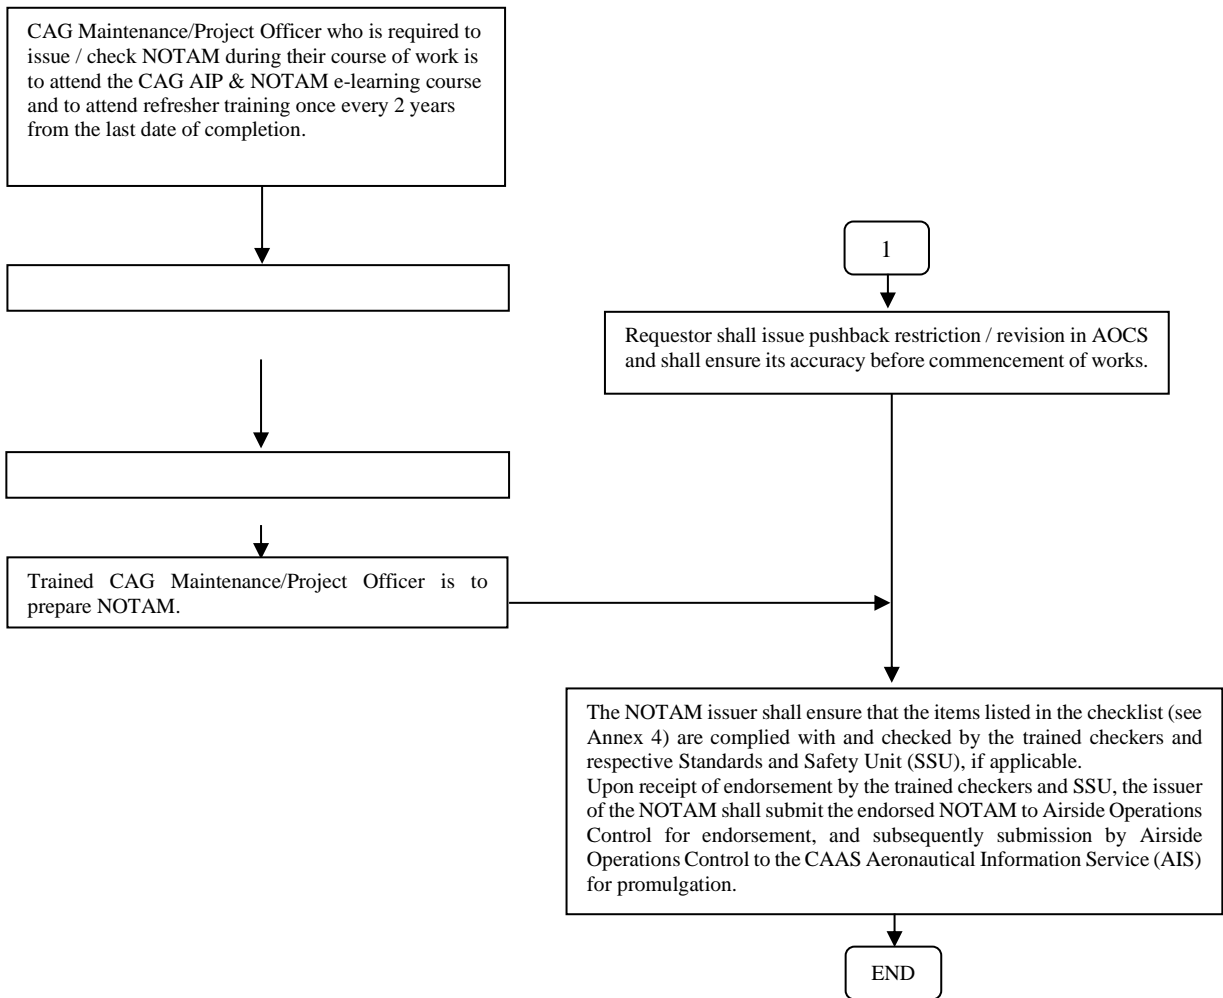 CAG Maintenance/Project Officer who is required to
issue / check NOTAM during their course of work is
to attend the CAG AIP & NOTAM e-learning course
and to attend refresher training once every 2 years
from the last date of completion.
Trained CAG Maintenance/Project Officer is to
prepare NOTAM.
1
Requestor shall issue pushback restriction / revision in AOCS
and shall ensure its accuracy before commencement of works.
The NOTAM issuer shall ensure that the items listed in the checklist (see
Annex 4) are complied with and checked by the trained checkers and
respective Standards and Safety Unit (SSU), if applicable.
Upon receipt of endorsement by the trained checkers and SSU, the issuer
of the NOTAM shall submit the endorsed NOTAM to Airside Operations
Control for endorsement, and subsequently submission by Airside
Operations Control to the CAAS Aeronautical Information Service (AIS)
for promulgation.
END